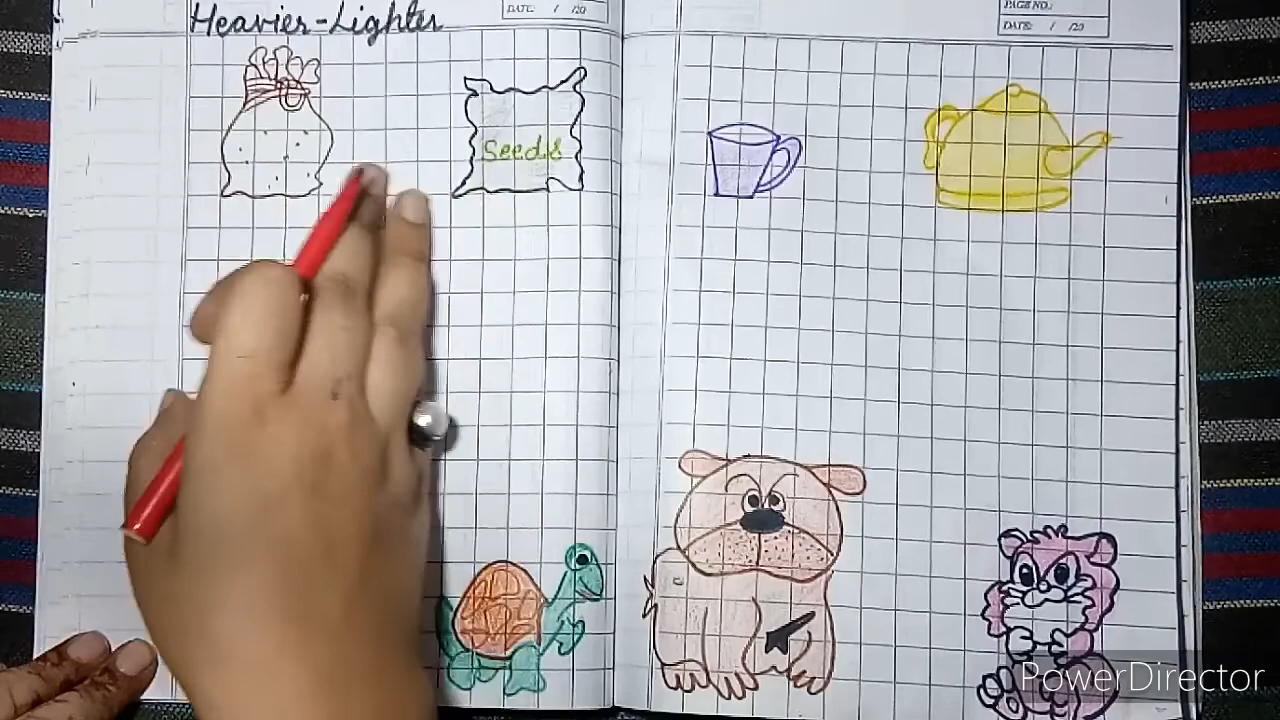 Heavier-Lighter
DATE: / /20
PAGE NO.:
DATE: / /20
Seeds
PowerDirector